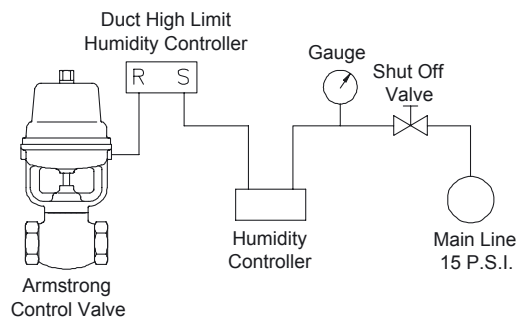 Duct High Limit
Humidity Controller
R S
Gauge
Shut Off
Valve
Humidity
Controller
Main Line
15 P.S.I.
Armstrong
Control Valve